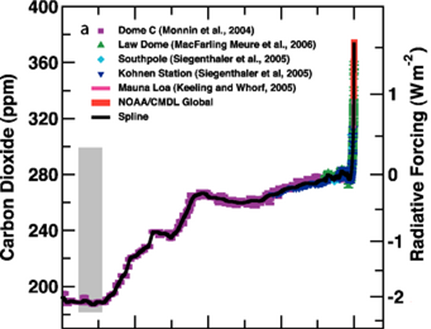 a
Dome C (Monnin et al., 2004)
Law Dome (MacFarling Meure et al., 2006)
Southpole (Siegenthaler et al., 2005)
Kohnen Station (Siegenthaler et al, 2005)
Mauna Loa (Keeling and Whorf, 2005)
NOAA/CMDL Global
Spline
Carbon Dioxide (ppm)
400
360
320
280
240
200
1
0
-1
-2
Radiative Forcing (Wm-2)